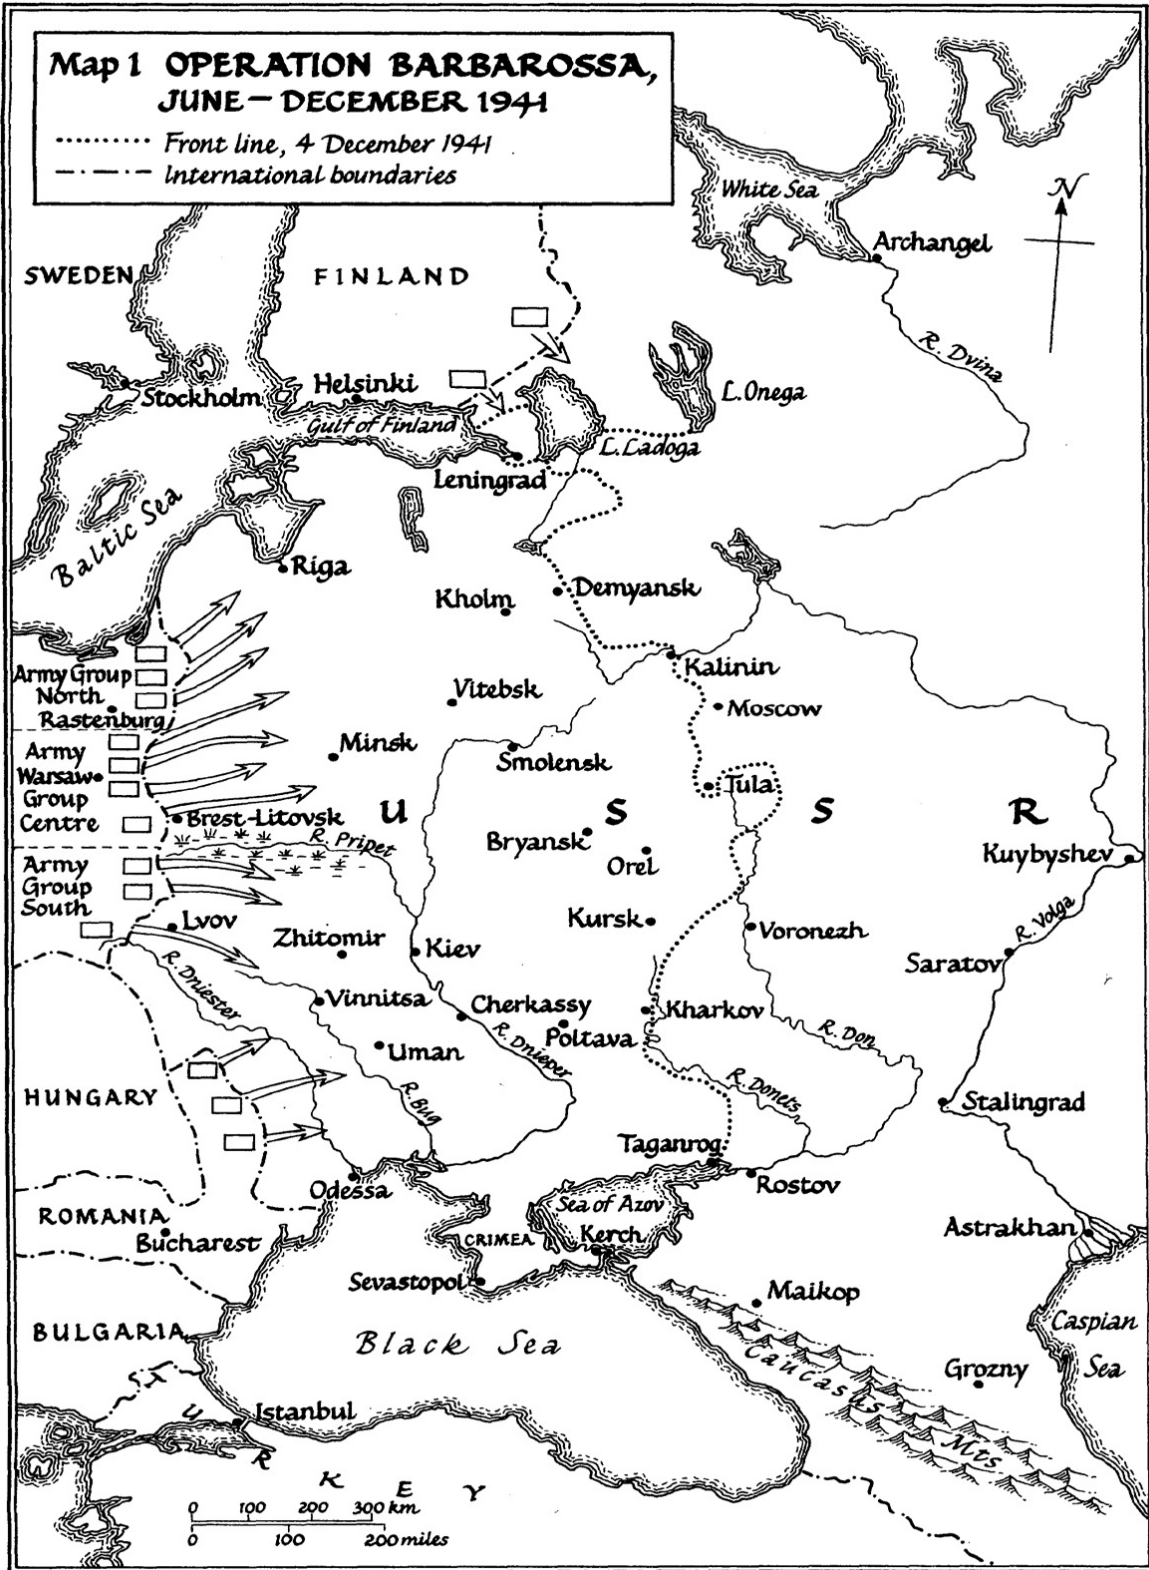 Map 1 OPERATION BARBAROSSA,
JUNE – DECEMBER 1941
Front line, 4 December 1941
International boundaries
White Sea
N
Archangel
SWEDEN
FINLAND
R. Dvina
Stockholm
Helsinki
L. Onega
Gulf of Finland
L. Ladoga
Leningrad
Baltic Sea
Riga
Demyansk
Kholm
Kalinin
Army Group
North
Rastenburg
Vitebsk
Moscow
Army
Warsaw
Group
Centre
Minsk
Smolensk
Tula
U S S R
Brest-Litovsk
R. Pripet
Bryansk
Orel
Kuybyshev
Army
Group
South
Lvov
Zhitomir
Kiev
Kursk
Voronezh
R. Volga
Saratov
R. Dniester
Vinnitsa
Cherkassy
Poltava
Kharkov
R. Dnieper
R. Don
Uman
HUNGARY
R. Bug
R. Donets
Stalingrad
Taganrog
Odessa
Rostov
Sea of Azov
ROMANIA
Bucharest
CRIMEA
Kerch
Astrakhan
Sevastopol
Maikop
BULGARIA
Black Sea
Caspian
Sea
Caucasus Mts
Grozny
Istanbul
TURKEY
0 100 200 300 km
0 100 200 miles